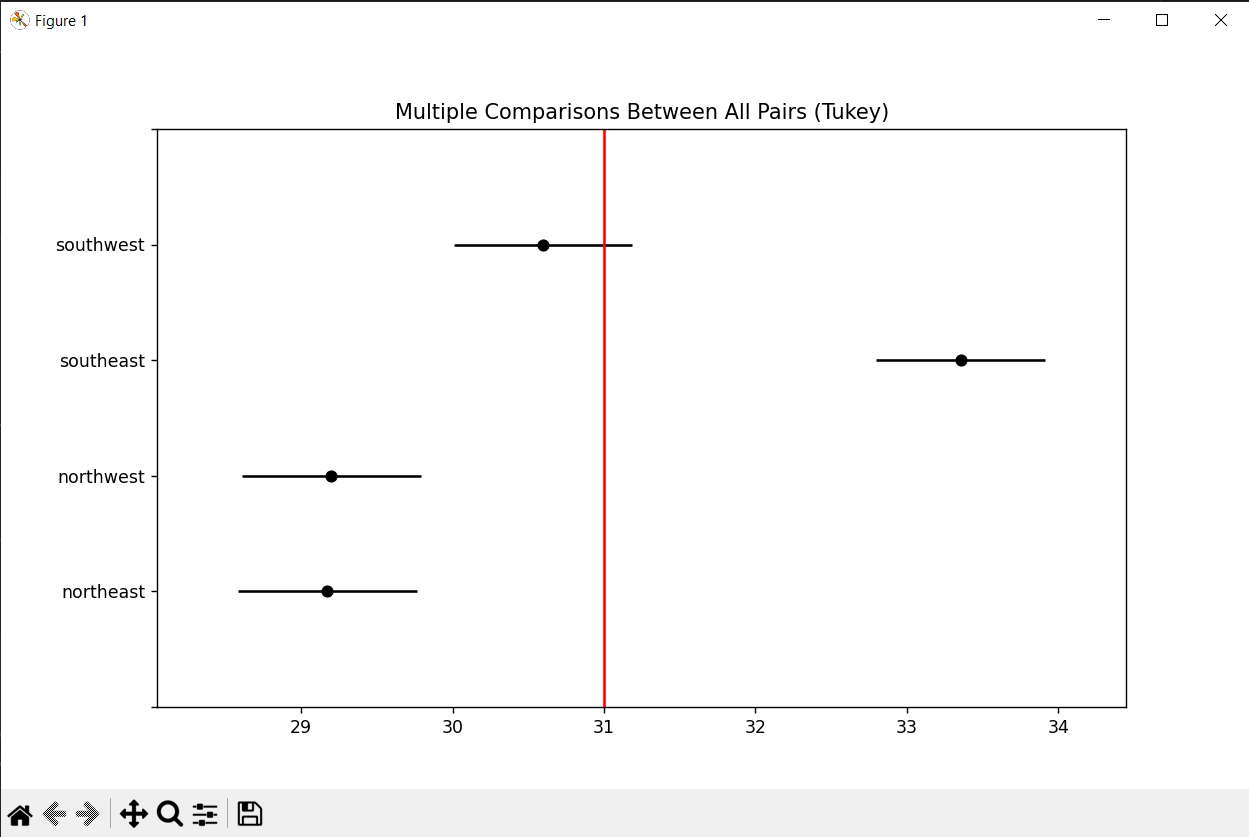 Figure 1
Multiple Comparisons Between All Pairs (Tukey)
southwest
southeast
northwest
northeast
29 30 31 32 33 34